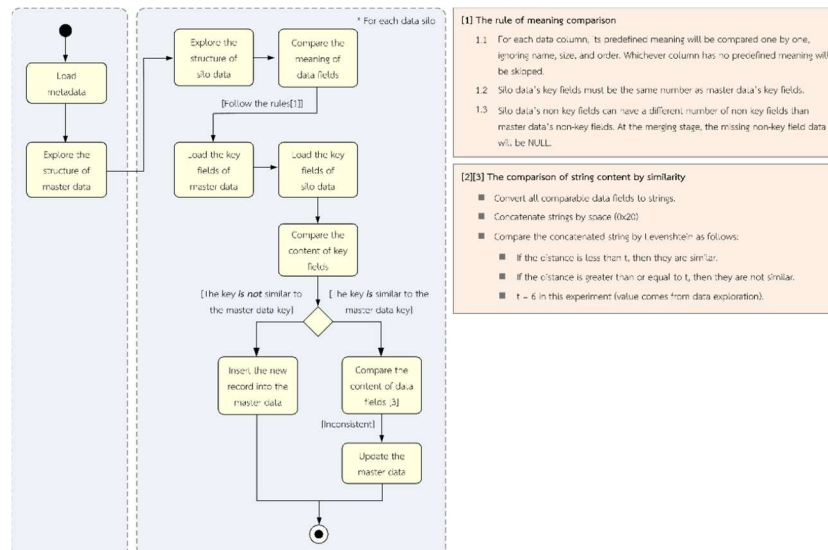 * For each data silo
Load
metadata
Explore the
structure of
master data
Explore the
structure of
silo data
Compare the
meaning of
data fields
[Follow the rules[1]]
Load the key
fields of
master data
Load the key
fields of
silo data
Compare the
content of key
fields
[The key is not similar to
the master data key]
[The key is similar to the
master data key]
Insert the new
record into the
master data
Compare the
content of data
fields [3]
[Inconsistent]
Update the
master data
[1] The rule of meaning comparison
1.1 For each data column, its predefined meaning will be compared one by one,
ignoring name, size, and order. Whichever column has no predefined meaning will
be skipped.
1.2 Silo data's key fields must be the same number as master data's key fields.
1.3 Silo data's non key fields can have a different number of non key fields than
master data's non-key fields. At the merging stage, the missing non-key field data
will be NULL.
[2][3] The comparison of string content by similarity
■ Convert all comparable data fields to strings.
■ Concatenate strings by space (0x20)
■ Compare the concatenated string by Levenshtein as follows:
■ If the distance is less than t, then they are similar.
■ If the distance is greater than or equal to t, then they are not similar.
■ t = 6 in this experiment (value comes from data exploration).